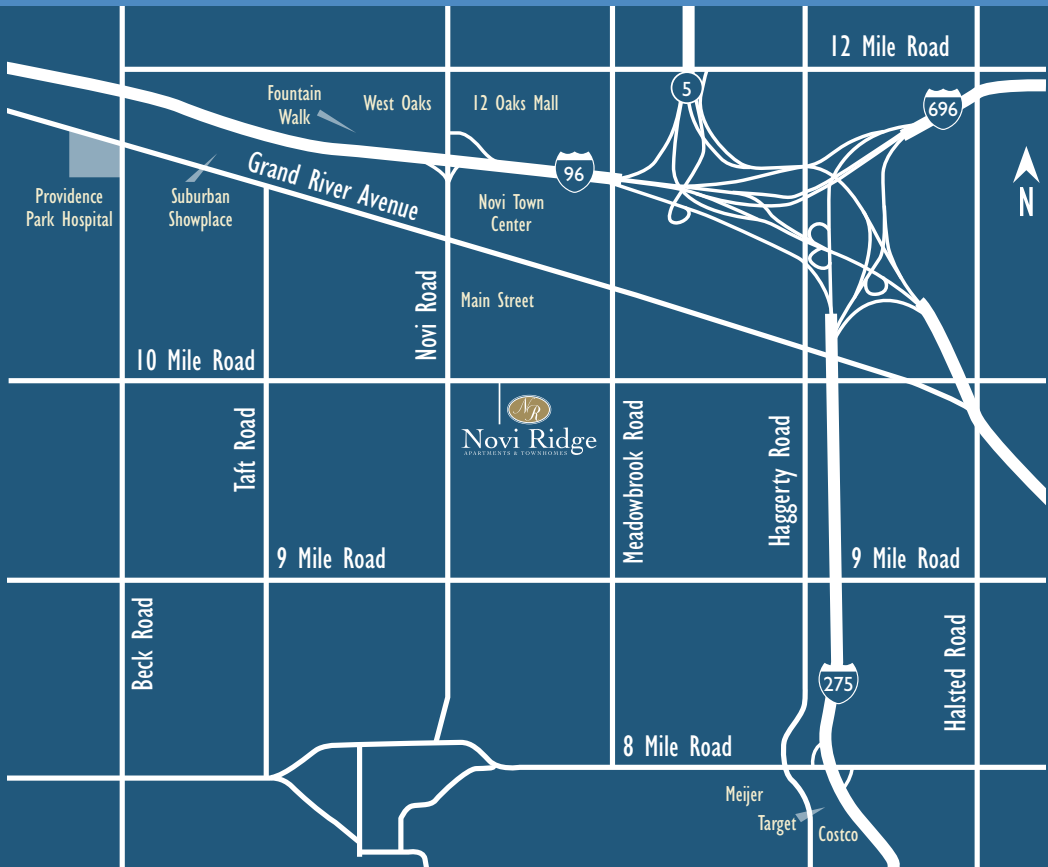 12 Mile Road
5
696
Fountain
Walk
West Oaks
12 Oaks Mall
96
Grand River Avenue
Providence
Park Hospital
Suburban
Showplace
Novi Town
Center
N
Novi Road
Main Street
10 Mile Road
Taft Road
NR
Novi Ridge
APARTMENTS & TOWNHOMES
Meadowbrook Road
Haggerty Road
9 Mile Road
9 Mile Road
Beck Road
Halsted Road
275
8 Mile Road
Meijer
Target
Costco